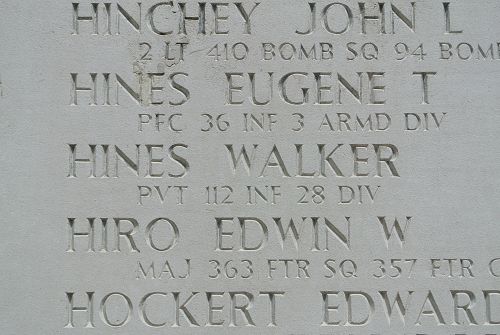 HINCHEY JOHN L
2 LT 410 BOMB SQ 94 BOMB
HINES EUGENE T
PFC 36 INF 3 ARMD DIV
HINES WALKER
PVT 112 INF 28 DIV
HIRO EDWIN W
MAJ 363 FTR SQ 357 FTR G
HOCKERT EDWARD